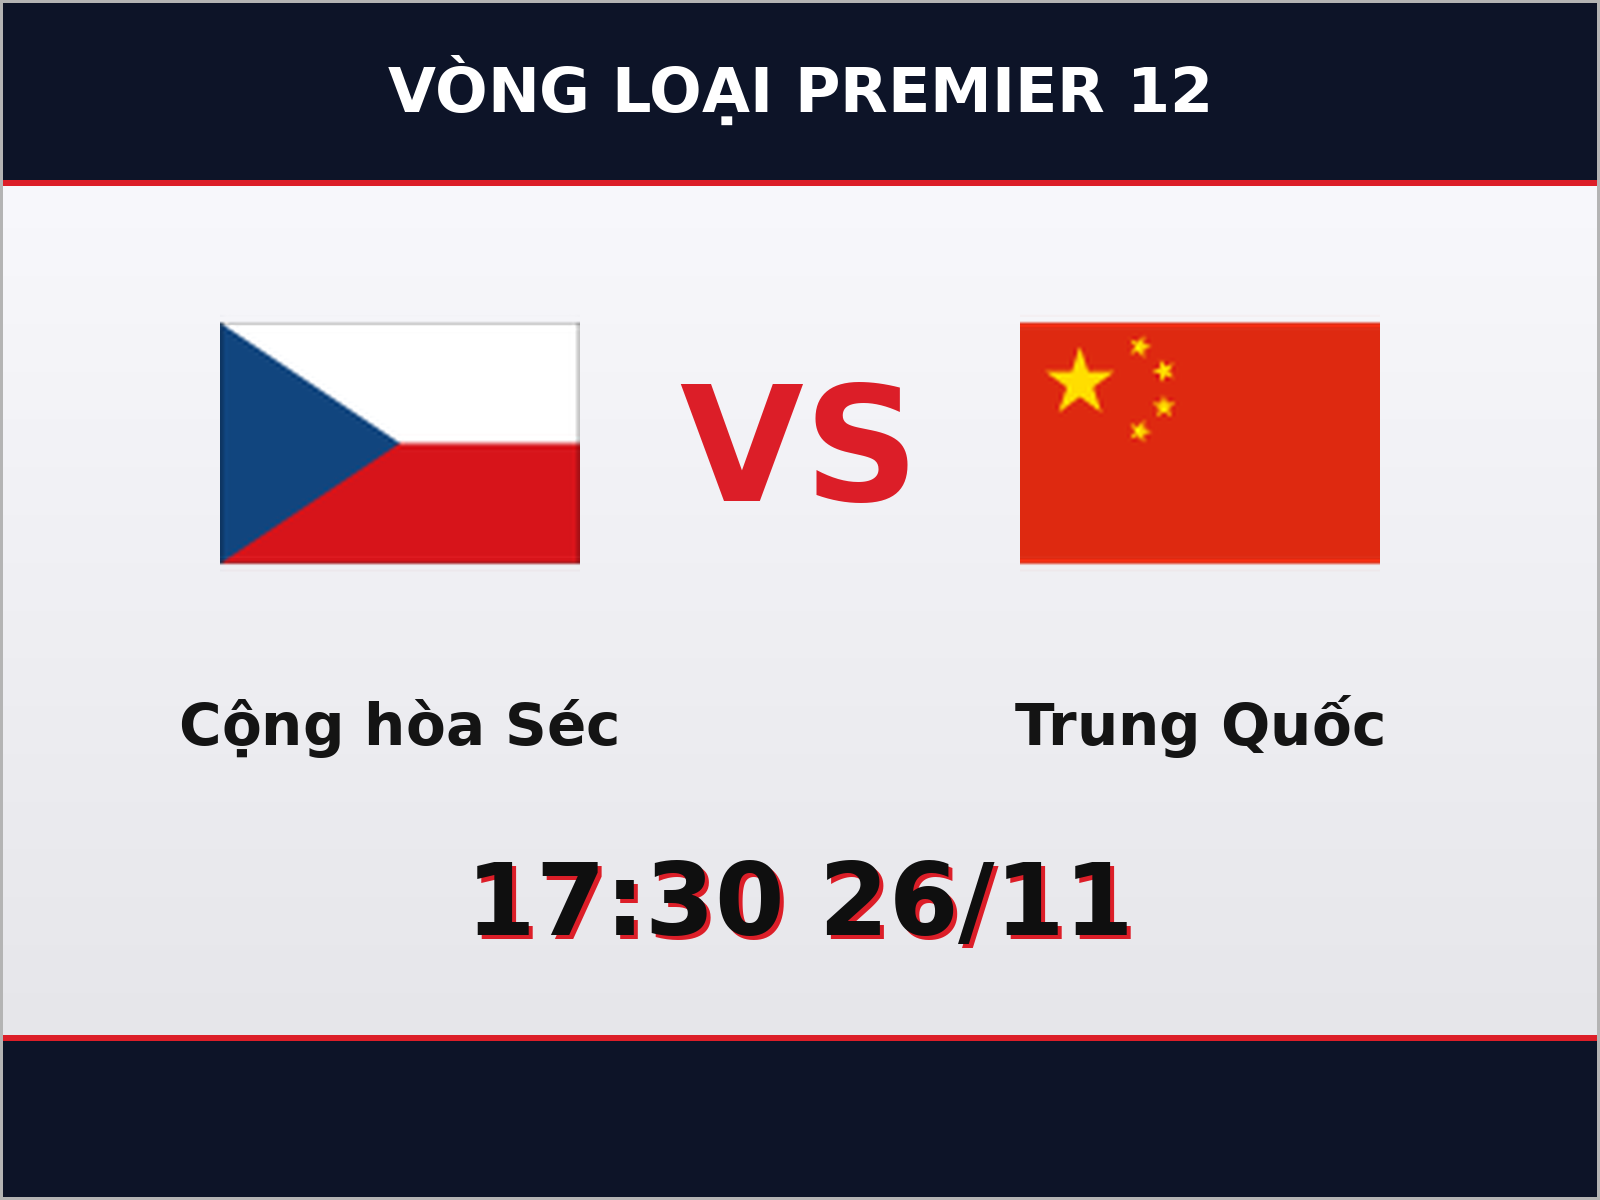 VÒNG LOẠI PREMIER 12
VS
Cộng hòa Séc
Trung Quốc
17:30 26/11